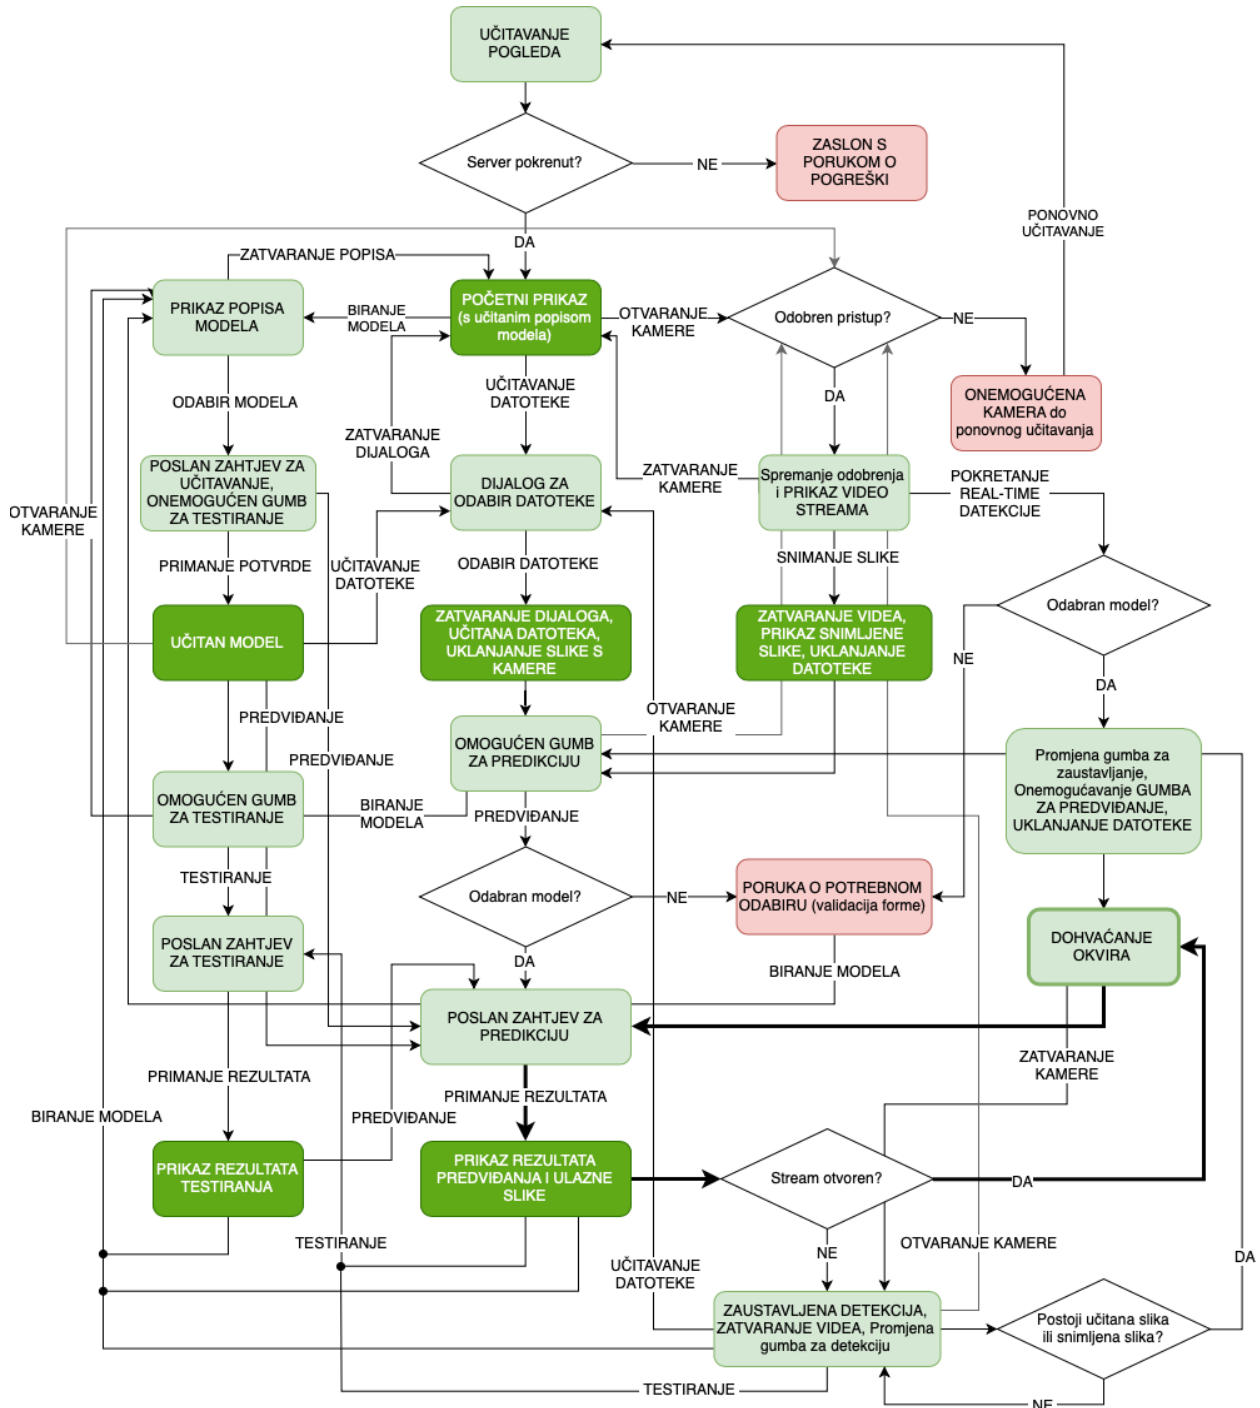 UČITAVANJE
POGLEDA
Server pokrenut?
NE
ZASLON S
PORUKOM O
POGREŠKI
PONOVNO
UČITAVANJE
DA
ZATVARANJE POPISA
PRIKAZ POPISA
MODELA
BIRANJE
MODELA
POČETNI PRIKAZ
(s učitanim popisom
modela)
OTVARANJE
KAMERE
Odobren pristup?
NE
ONEMOGUĆENA
KAMERA do
ponovnog učitavanja
ODABIR MODELA
UČITAVANJE
DATOTEKE
DA
ZATVARANJE
DIJALOGA
POSLAN ZAHTJEV ZA
UČITAVANJE,
ONEMOGUĆEN GUMB
ZA TESTIRANJE
DIJALOG ZA
ODABIR DATOTEKE
ZATVARANJE
KAMERE
Spremanje odobrenja
i PRIKAZ VIDEO
STREAMA
POKRETANJE
REAL-TIME
DATEKCIJE
OTVARANJE
KAMERE
PRIMANJE POTVRDE
UČITAVANJE
DATOTEKE
ODABIR DATOTEKE
SNIMANJE SLIKE
UČITAN MODEL
ZATVARANJE DIJALOGA,
UČITANA DATOTEKA,
UKLANJANJE SLIKE S
KAMERE
ZATVARANJE VIDEA,
PRIKAZ SNIMLJENE
SLIKE, UKLANJANJE
DATOTEKE
Odabran model?
NE
DA
PREDVIĐANJE
PREDVIĐANJE
OTVARANJE
KAMERE
OMOGUĆEN GUMB
ZA PREDIKCIJU
Promjena gumba za
zaustavljanje,
Onemogućavanje GUMBA
ZA PREDVIĐANJE,
UKLANJANJE DATOTEKE
OMOGUĆEN GUMB
ZA TESTIRANJE
BIRANJE
MODELA
PREDVIĐANJE
TESTIRANJE
Odabran model?
NE
PORUKA O POTREBNOM
ODABIRU (validacija forme)
POSLAN ZAHTJEV
ZA TESTIRANJE
DA
BIRANJE MODELA
DOHVAĆANJE
OKVIRA
POSLAN ZAHTJEV ZA
PREDIKCIJU
ZATVARANJE
KAMERE
PRIMANJE REZULTATA
PRIMANJE REZULTATA
BIRANJE MODELA
PREDVIĐANJE
PRIKAZ REZULTATA
TESTIRANJA
PRIKAZ REZULTATA
PREDVIĐANJA I ULAZNE
SLIKE
Stream otvoren?
DA
TESTIRANJE
NE
OTVARANJE KAMERE
DA
UČITAVANJE
DATOTEKE
ZAUSTAVLJENA DETEKCIJA,
ZATVARANJE VIDEA, Promjena
gumba za detekciju
Postoji učitana slika
ili snimljena slika?
TESTIRANJE
NE